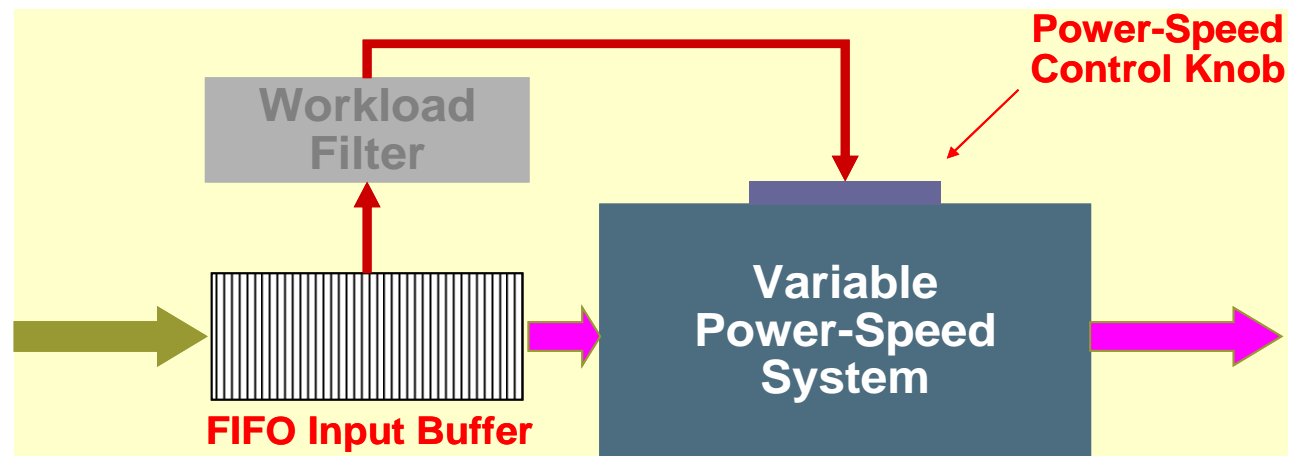 Power-Speed
Control Knob
Workload
Filter
Variable
Power-Speed
System
FIFO Input Buffer